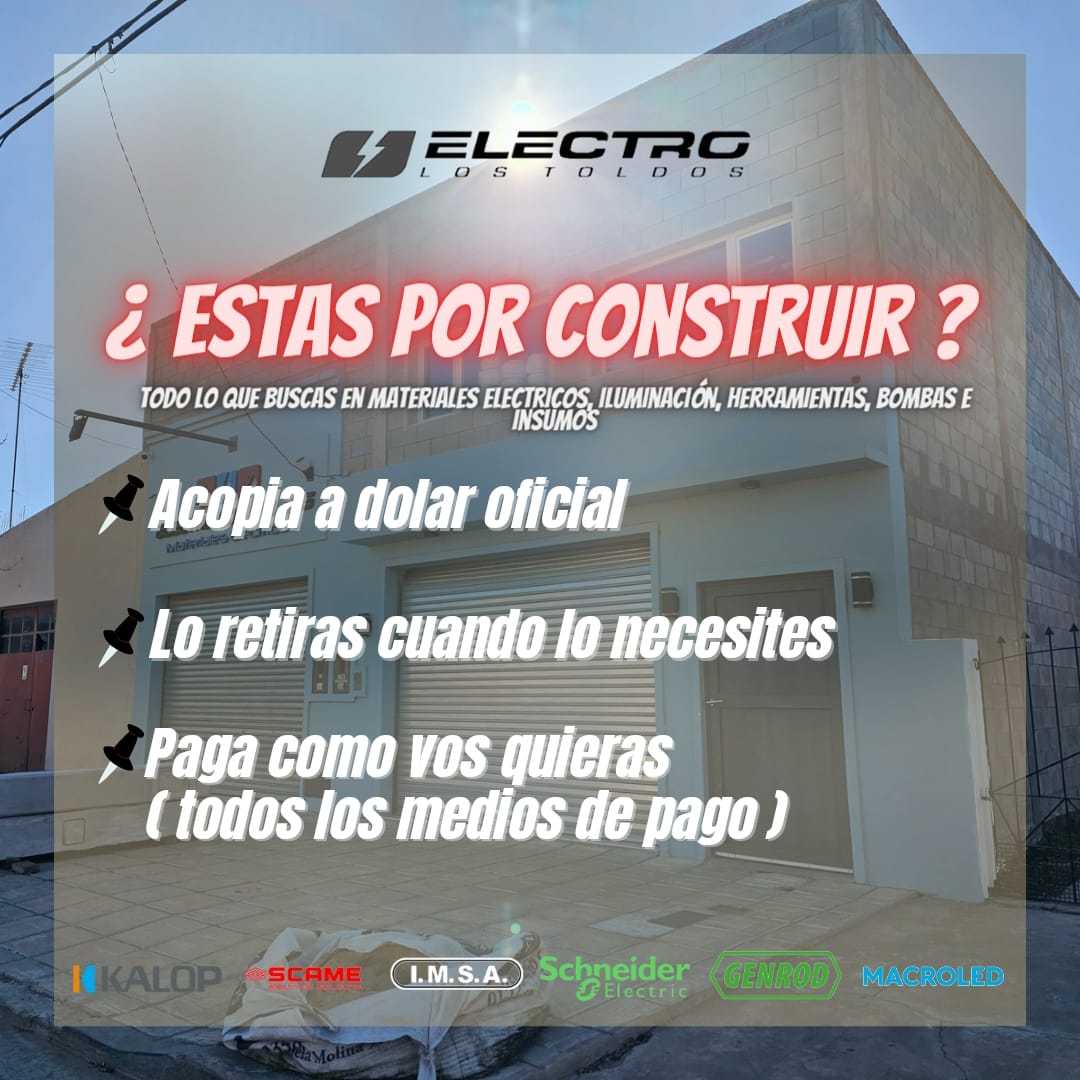 ELECTRO
LOS TOLDOS
¿ ESTAS POR CONSTRUIR ?
TODO LO QUE BUSCAS EN MATERIALES ELECTRICOS, ILUMINACIÓN, HERRAMIENTAS, BOMBAS E
INSUMOS
Acopia a dolar oficial
Materiales
Lo retiras cuando lo necesites
Paga como vos quieras
( todos los medios de pago )
KALOP
SCAME
I.M.S.A.
Schneider
Electric
GENROD
MACROLED
Molina